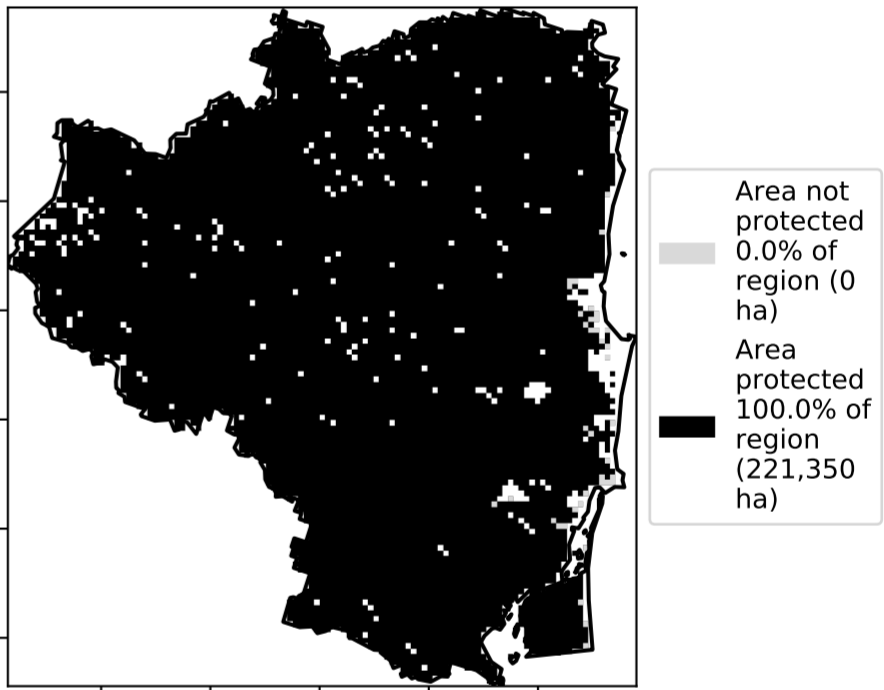 Area not
protected
0.0% of
region (0
ha)
Area
protected
100.0% of
region
(221,350
ha)